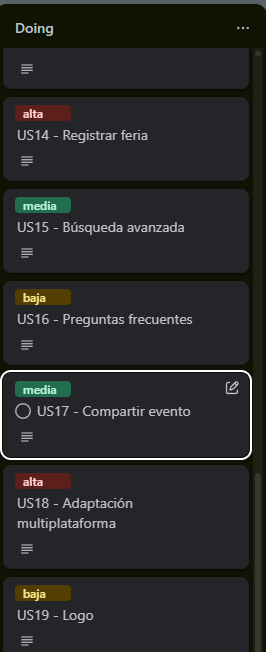 Doing
alta
US14 - Registrar feria
media
US15 - Búsqueda avanzada
baja
US16 - Preguntas frecuentes
media
US17 - Compartir evento
alta
US18 - Adaptación
multiplataforma
baja
US19 - Logo